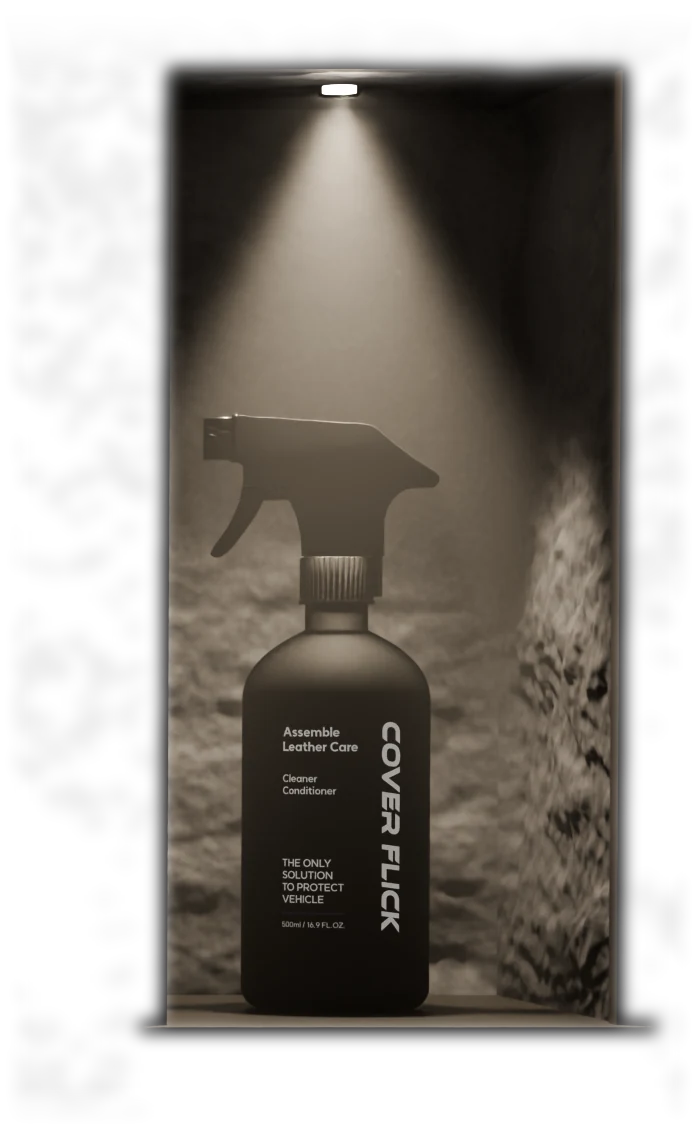 Assemble
Leather Care
Cleaner
Conditioner
THE ONLY
SOLUTION
TO PROTECT
VEHICLE
500ml / 16.9 FL.OZ.
COVER FLICK